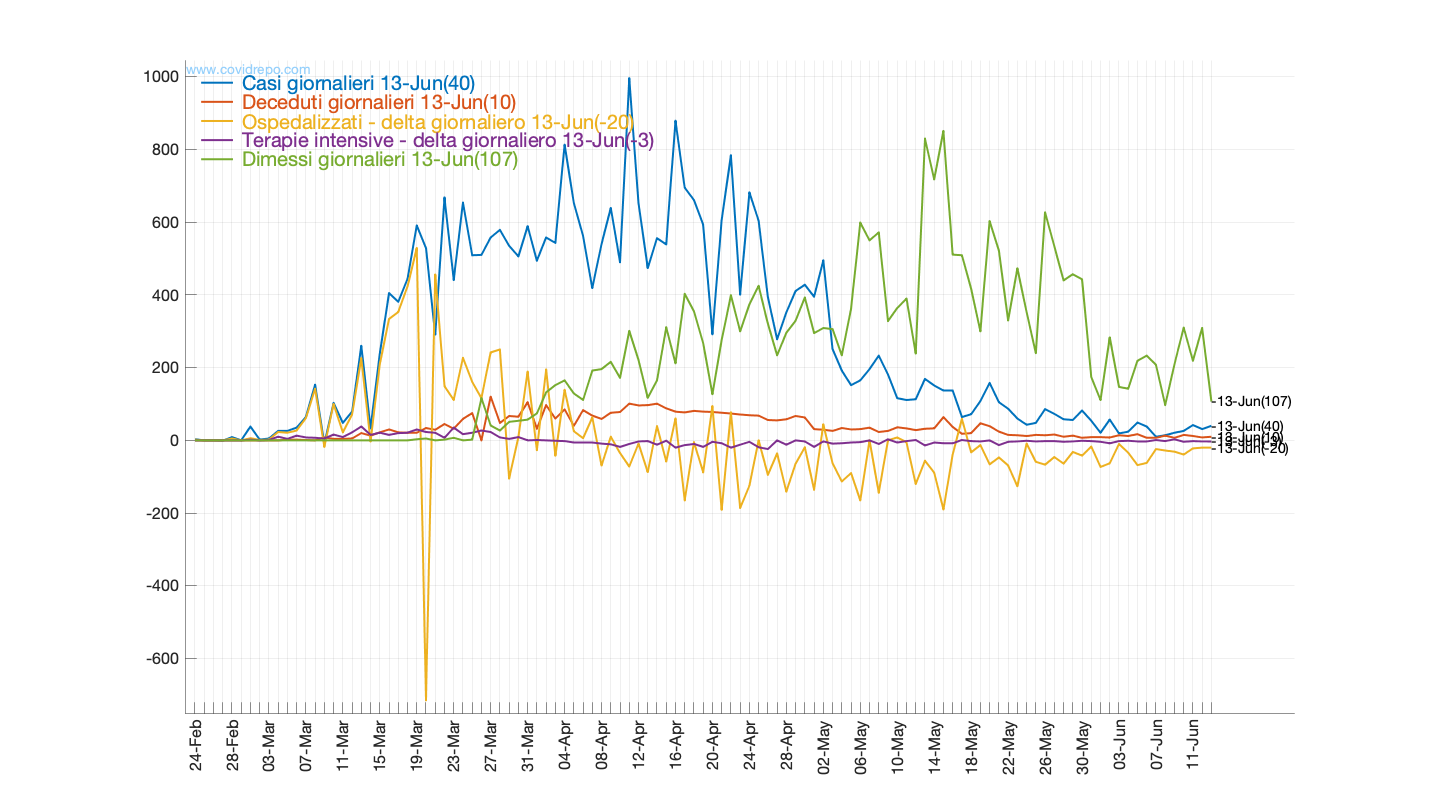 www.covidrepo.com
1000
Casi giornalieri 13-Jun(40)
Deceduti giornalieri 13-Jun(10)
Ospedalizzati - delta giornaliero 13-Jun(-20)
Terapie intensive - delta giornaliero 13-Jun(-3)
Dimessi giornalieri 13-Jun(107)
800
600
400
200
0
-200
-400
-600
13-Jun(107)
13-Jun(40)
13-Jun(10)
13-Jun(-20)
24-Feb
28-Feb
03-Mar
07-Mar
11-Mar
15-Mar
19-Mar
23-Mar
27-Mar
31-Mar
04-Apr
08-Apr
12-Apr
16-Apr
20-Apr
24-Apr
28-Apr
02-May
06-May
10-May
14-May
18-May
22-May
26-May
30-May
03-Jun
07-Jun
11-Jun